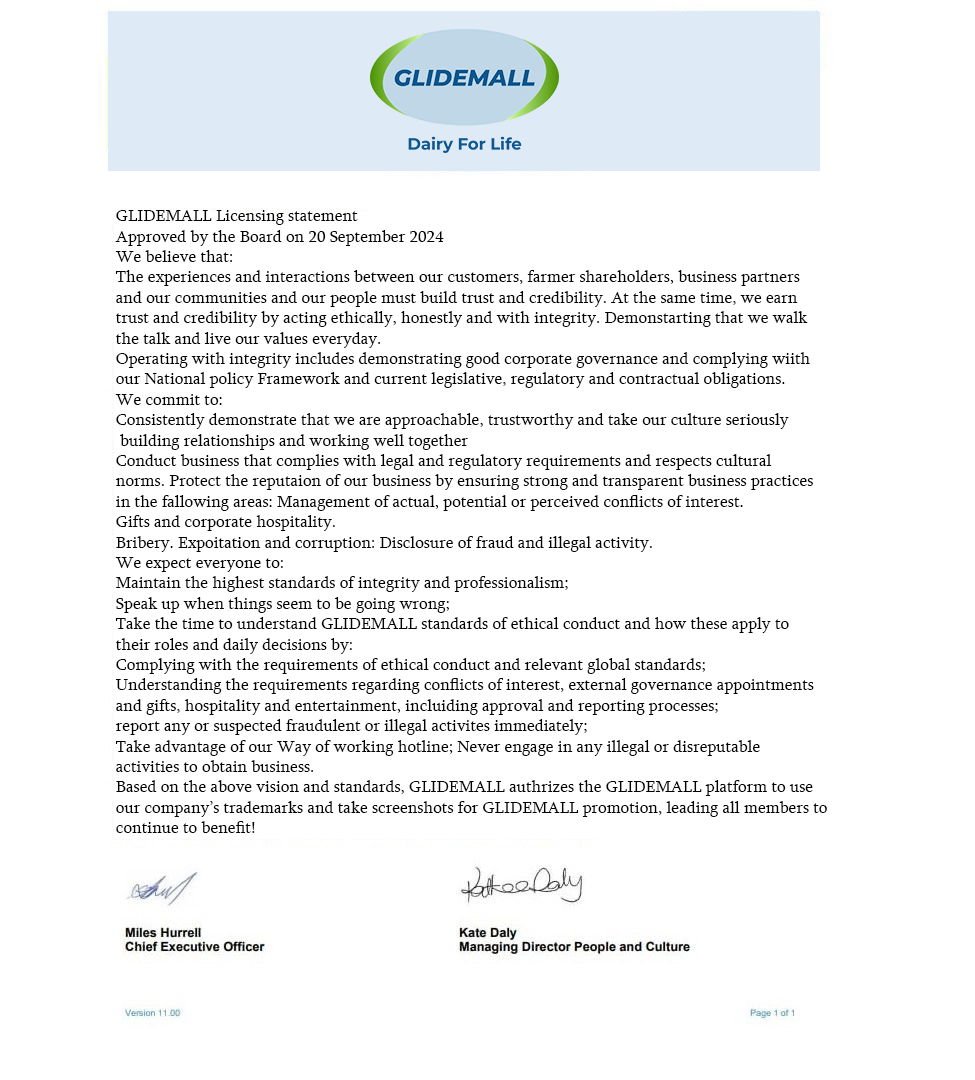 GLIDEMALL
Dairy For Life
GLIDEMALL Licensing statement
Approved by the Board on 20 September 2024
We believe that:
The experiences and interactions between our customers, farmer shareholders, business partners
and our communities and our people must build trust and credibility. At the same time, we earn
trust and credibility by acting ethically, honestly and with integrity. Demonstarting that we walk
the talk and live our values everyday.
Operating with integrity includes demonstrating good corporate governance and complying wiith
our National policy Framework and current legislative, regulatory and contractual obligations.
We commit to:
Consistently demonstrate that we are approachable, trustworthy and take our culture seriously
building relationships and working well together
Conduct business that complies with legal and regulatory requirements and respects cultural
norms. Protect the reputaion of our business by ensuring strong and transparent business practices
in the fallowing areas: Management of actual, potential or perceived conflicts of interest.
Gifts and corporate hospitality.
Bribery. Expoitation and corruption: Disclosure of fraud and illegal activity.
We expect everyone to:
Maintain the highest standards of integrity and professionalism;
Speak up when things seem to be going wrong;
Take the time to understand GLIDEMALL standards of ethical conduct and how these apply to
their roles and daily decisions by:
Complying with the requirements of ethical conduct and relevant global standards;
Understanding the requirements regarding conflicts of interest, external governance appointments
and gifts, hospitality and entertainment, incluiding approval and reporting processes;
report any or suspected fraudulent or illegal activites immediately;
Take advantage of our Way of working hotline; Never engage in any illegal or disreputable
activities to obtain business.
Based on the above vision and standards, GLIDEMALL authrizes the GLIDEMALL platform to use
our company's trademarks and take screenshots for GLIDEMALL promotion, leading all members to
continue to benefit!
Miles Hurrell
Chief Executive Officer
Kate Daly
Managing Director People and Culture
Version 11.00
Page 1 of 1